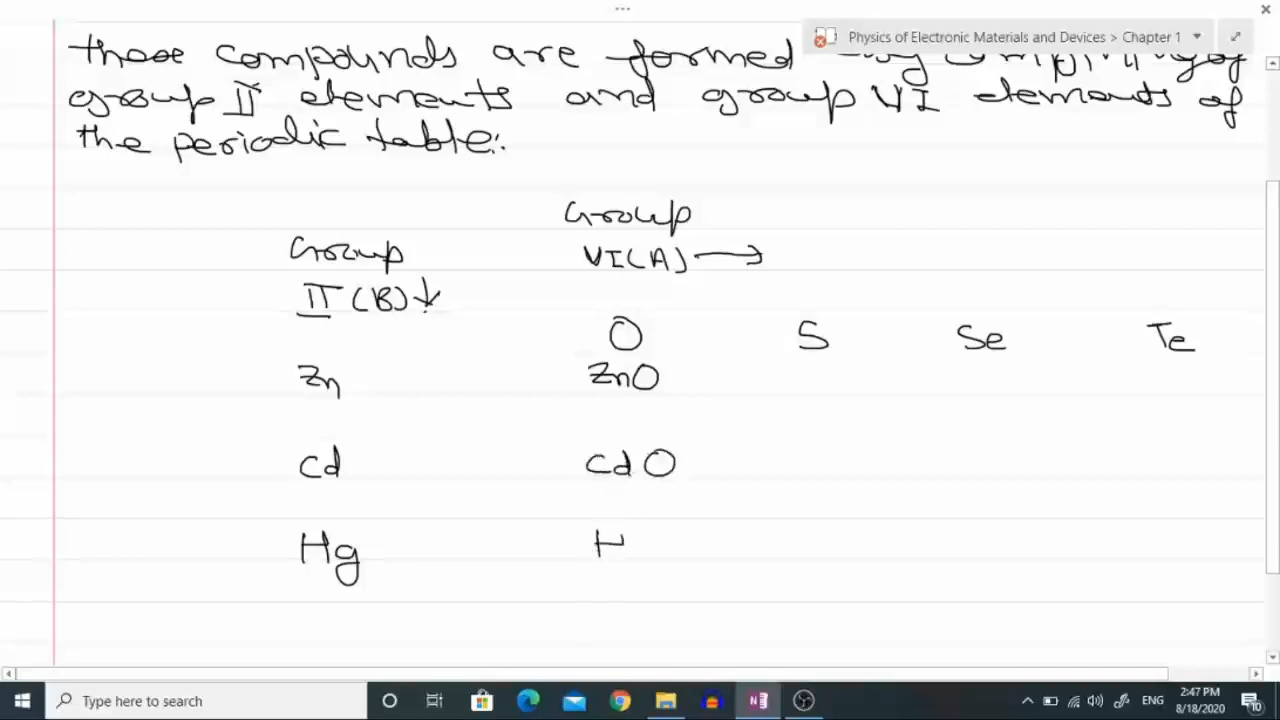 Physics of Electronic Materials and Devices > Chapter 1
These compounds are formed of
group II elements and group VI elements of
the periodic table:
Group
Group
VI(A) →
II (B) ↓
O S Se Te
Zn ZnO
Cd CdO
Hg H
Type here to search
ENG
2:47 PM
8/18/2020
10